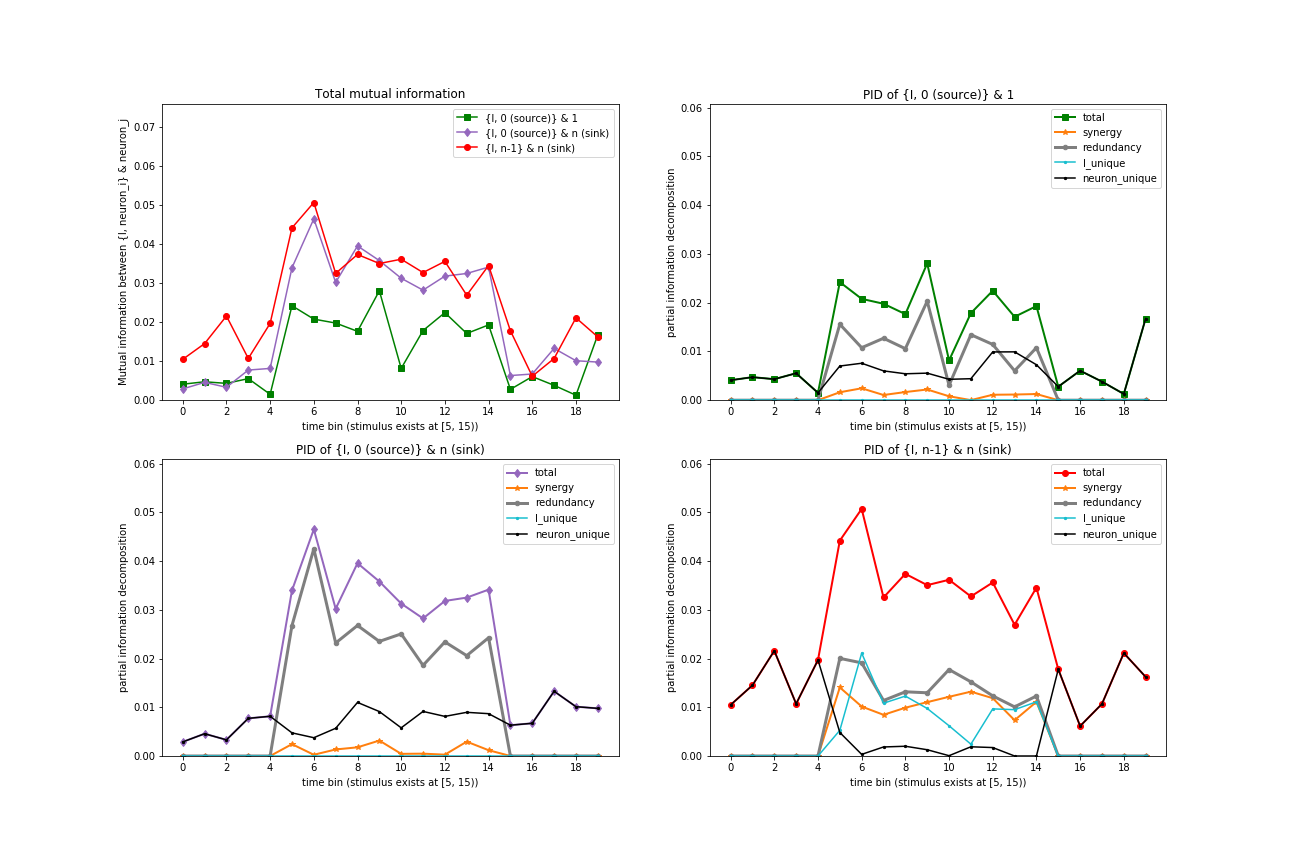 Total mutual information
Mutual information between {I, neuron_i} & neuron_j
0.07
0.06
0.05
0.04
0.03
0.02
0.01
0.00
{I, 0 (source)} & 1
{I, 0 (source)} & n (sink)
{I, n-1} & n (sink)
0 2 4 6 8 10 12 14 16 18
time bin (stimulus exists at [5, 15))
PID of {I, 0 (source)} & 1
partial information decomposition
0.06
0.05
0.04
0.03
0.02
0.01
0.00
total
synergy
redundancy
I_unique
neuron_unique
0 2 4 6 8 10 12 14 16 18
time bin (stimulus exists at [5, 15))
PID of {I, 0 (source)} & n (sink)
partial information decomposition
0.06
0.05
0.04
0.03
0.02
0.01
0.00
total
synergy
redundancy
I_unique
neuron_unique
0 2 4 6 8 10 12 14 16 18
time bin (stimulus exists at [5, 15))
PID of {I, n-1} & n (sink)
partial information decomposition
0.06
0.05
0.04
0.03
0.02
0.01
0.00
total
synergy
redundancy
I_unique
neuron_unique
0 2 4 6 8 10 12 14 16 18
time bin (stimulus exists at [5, 15))